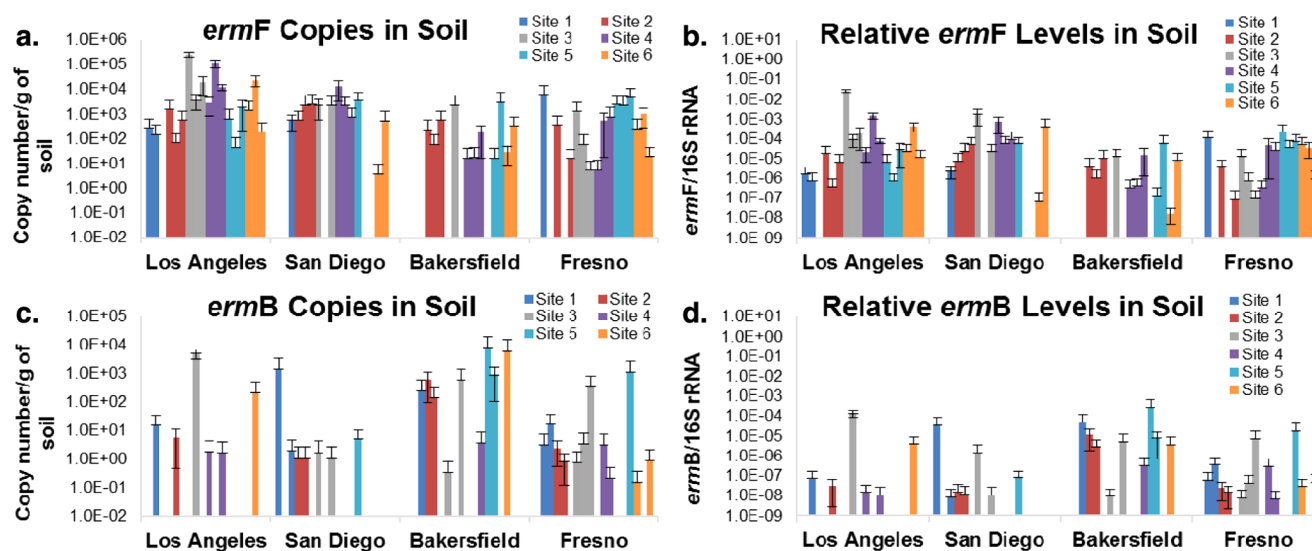 a.
ermF Copies in Soil
Site 1 Site 2
Site 3 Site 4
Site 5 Site 6
Copy number/g of
soil
1.0E+06
1.0E+05
1.0E+04
1.0E+03
1.0E+02
1.0E+01
1.0E+00
1.0E-01
1.0E-02
Los Angeles San Diego Bakersfield Fresno
b.
Relative ermF Levels in Soil
Site 1
Site 2
Site 3
Site 4
Site 5
Site 6
ermF/16S rRNA
1.0E+01
1.0E+00
1.0E-01
1.0E-02
1.0E-03
1.0E-04
1.0E-05
1.0E-06
1.0E-07
1.0E-08
1.0E 09
Los Angeles San Diego Bakersfield Fresno
c.
ermB Copies in Soil
Site 1 Site 2
Site 3 Site 4
Site 5 Site 6
Copy number/g of
soil
1.0E+05
1.0E+04
1.0E+03
1.0E+02
1.0E+01
1.0E+00
1.0E-01
1.0E-02
Los Angeles San Diego Bakersfield Fresno
d.
Relative ermB Levels in Soil
Site 1
Site 2
Site 3
Site 4
Site 5
Site 6
ermB/16S rRNA
1.0E+01
1.0E+00
1.0E-01
1.0E-02
1.0E-03
1.0E-04
1.0E-05
1.0E-06
1.0E-07
1.0E-08
1.0E-09
Los Angeles San Diego Bakersfield Fresno